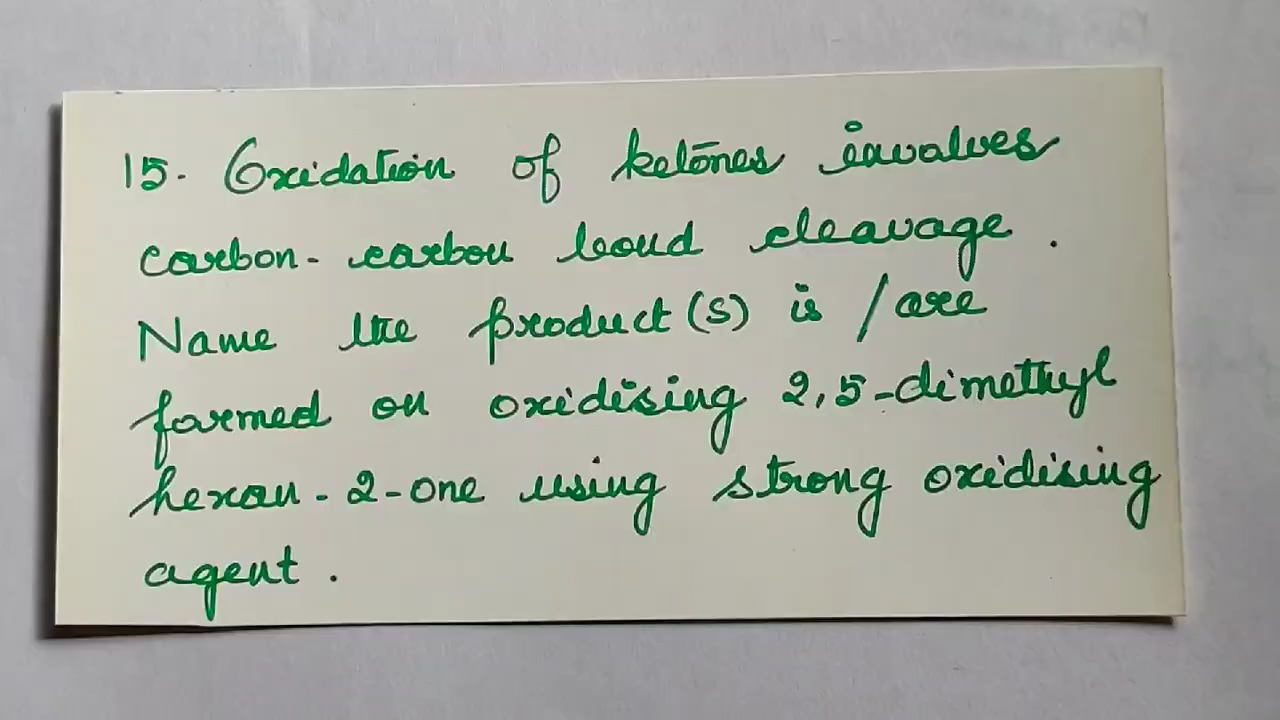 15. Oxidation of ketones involves
carbon-carbon bond cleavage.
Name the product(s) is/are
formed on oxidising 2,5-dimethyl
hexan-2-one using strong oxidising
agent.